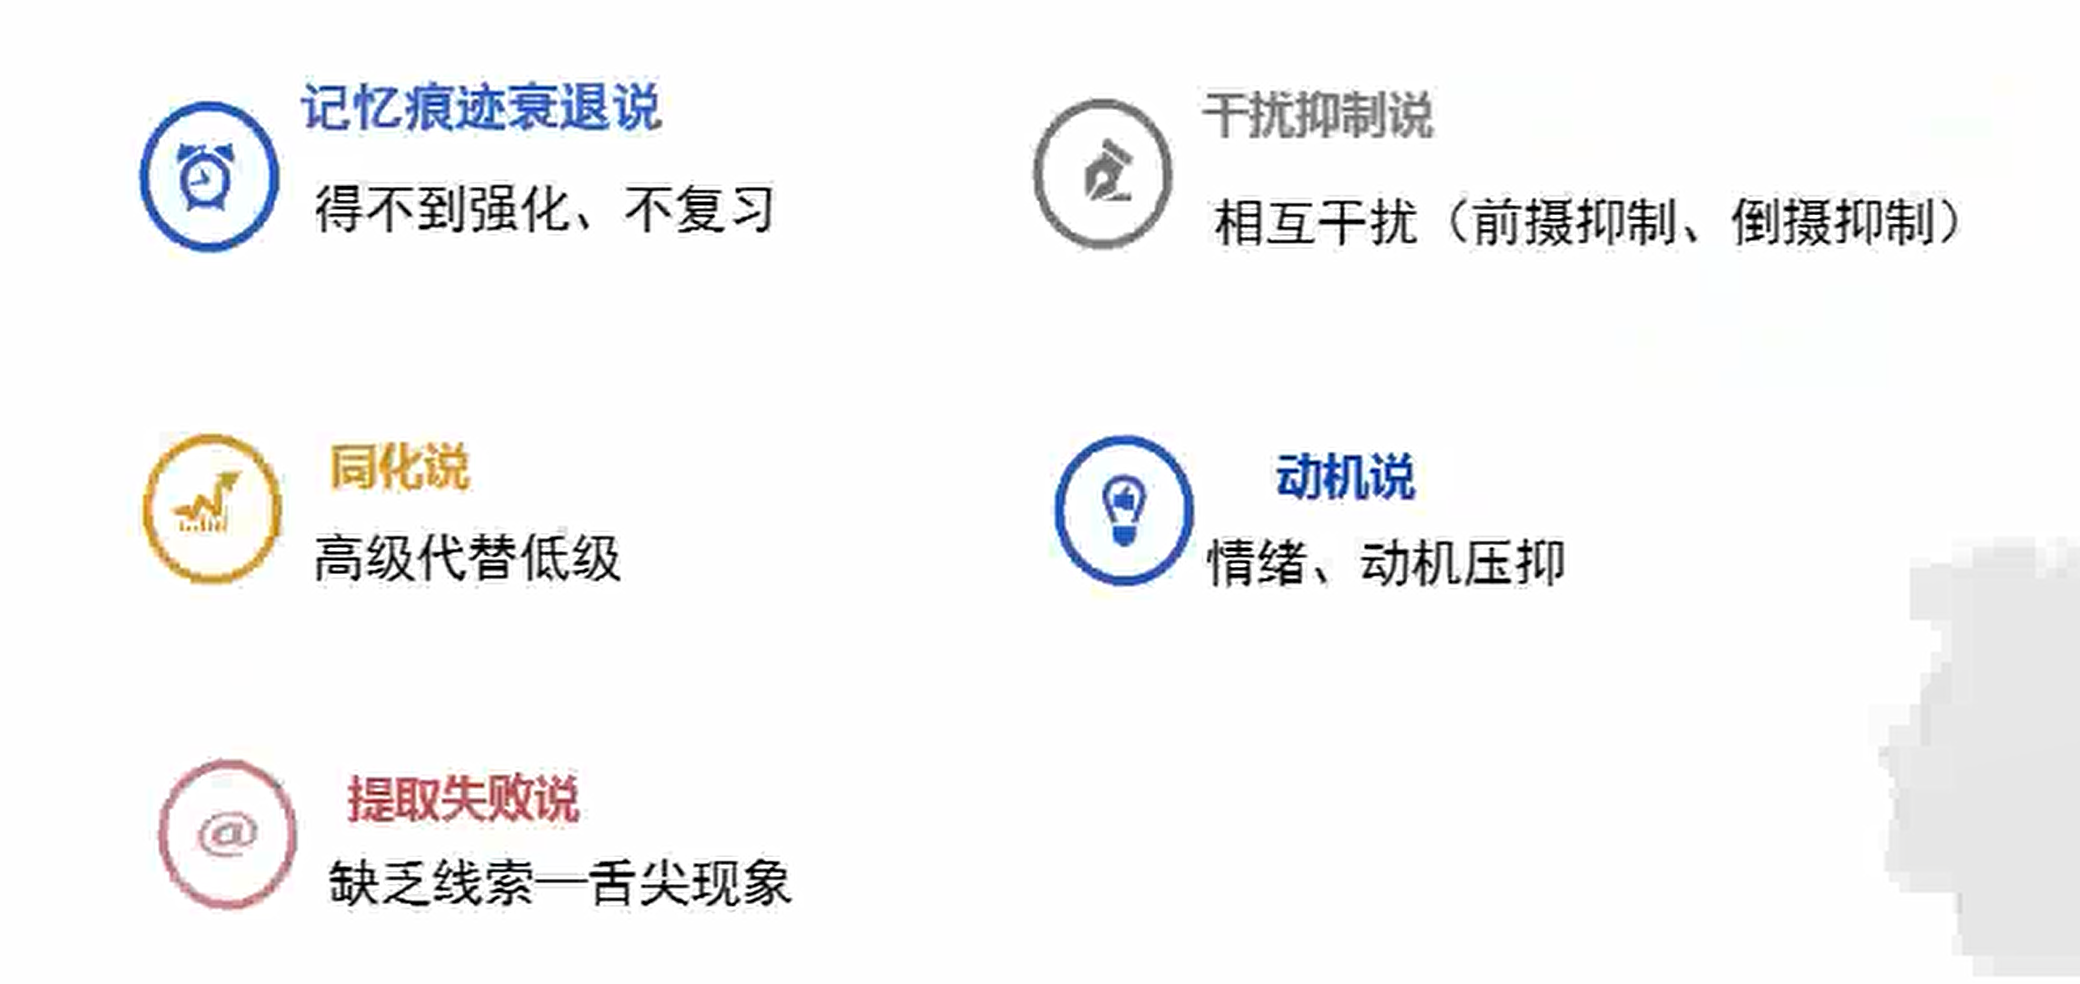 记忆痕迹衰退说
得不到强化、不复习
干扰抑制说
相互干扰（前摄抑制、倒摄抑制）
同化说
高级代替低级
动机说
情绪、动机压抑
@
提取失败说
缺乏线索—舌尖现象